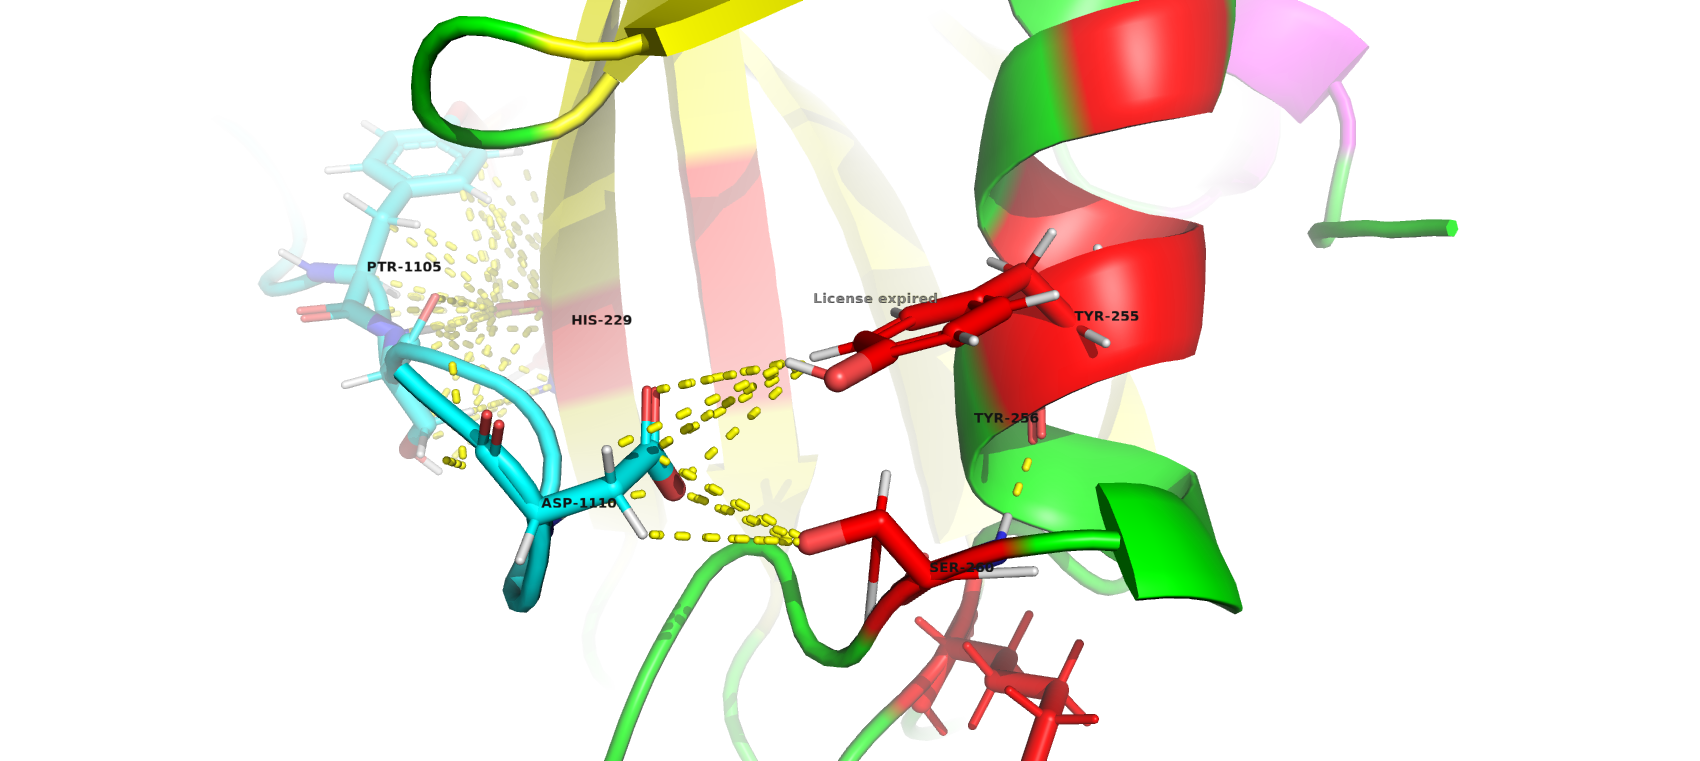 PTR-1105
License expired
TYR-255
HIS-229
TYR-256
ASP-1110
SER-260